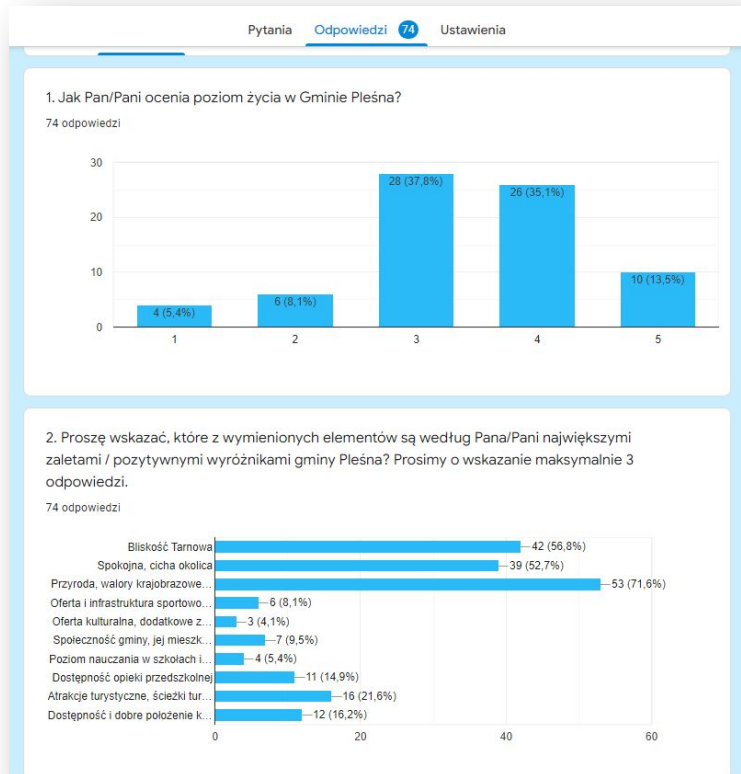 Pytania Odpowiedzi 74 Ustawienia
1. Jak Pan/Pani ocenia poziom życia w Gminie Pleśna?
74 odpowiedzi
30
20
10
0
4 (5,4%)
6 (8,1%)
28 (37,8%)
26 (35,1%)
10 (13,5%)
1 2 3 4 5
2. Proszę wskazać, które z wymienionych elementów są według Pana/Pani największymi
zaletami / pozytywnymi wyróżnikami gminy Pleśna? Prosimy o wskazanie maksymalnie 3
odpowiedzi.
74 odpowiedzi
Bliskość Tarnowa 42 (56,8%)
Spokojna, cicha okolica 39 (52,7%)
Przyroda, walory krajobrazowe... 53 (71,6%)
Oferta i infrastruktura sportowo... 6 (8,1%)
Oferta kulturalna, dodatkowe z... 3 (4,1%)
Społeczność gminy, jej mieszk... 7 (9,5%)
Poziom nauczania w szkołach i... 4 (5,4%)
Dostępność opieki przedszkolnej 11 (14,9%)
Atrakcje turystyczne, ścieżki tur... 16 (21,6%)
Dostępność i dobre położenie k... 12 (16,2%)
0 20 40 60